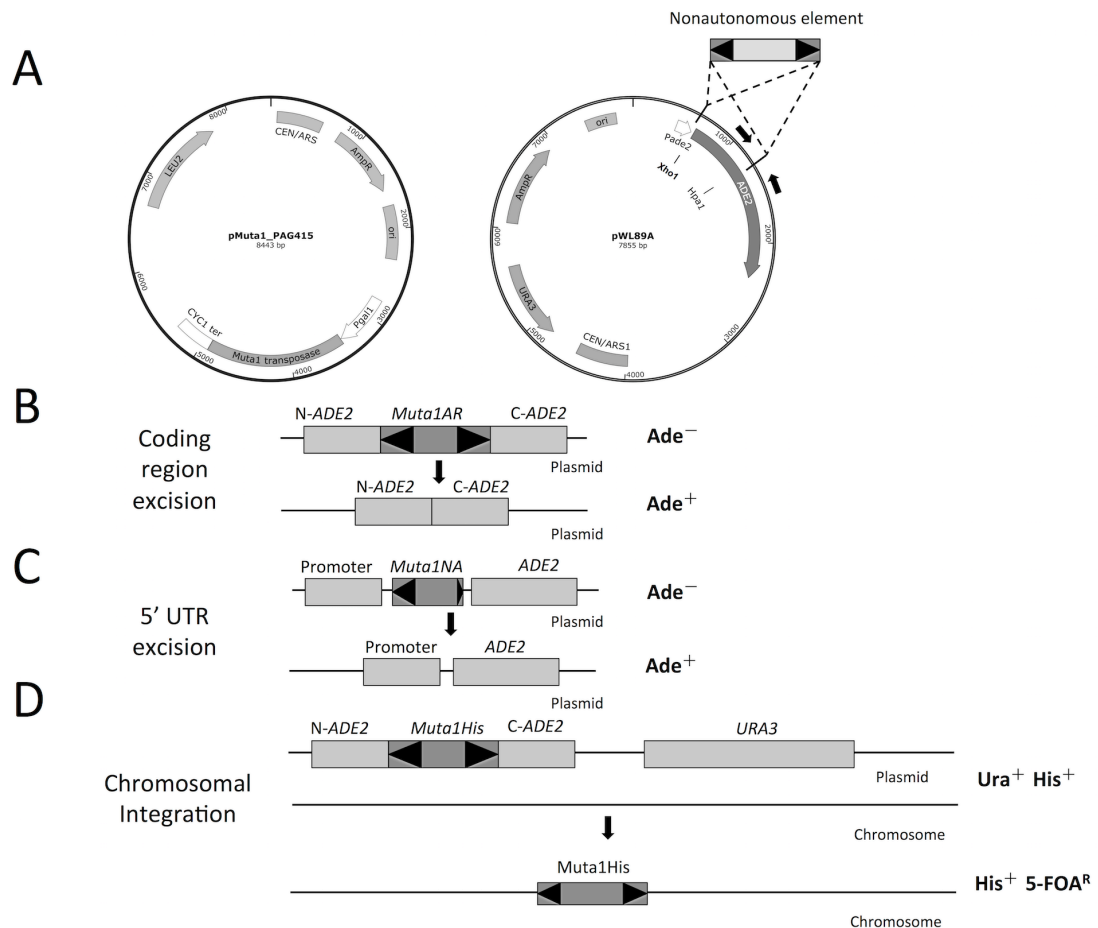 Nonautonomous element
A
8000
CEN/ARS
1000
AmpR
LEU2
7000
2000
ori
pMuta1_PAG415
8443 bp
6000
CYC1 ter
Pgal1
3000
5000
Muta1 transposase
4000
ori
7000
Pade2
1000
Xho1
Hpa1
ADE2
AmpR
pWL89A
7855 bp
2000
6000
URA3
5000
CEN/ARS1
3000
4000
B
N-ADE2 Muta1AR C-ADE2
Coding
region
excision
Ade−
Plasmid
N-ADE2 C-ADE2
Ade+
Plasmid
C
Promoter Muta1NA ADE2
5' UTR
excision
Ade−
Plasmid
Promoter ADE2
Ade+
Plasmid
D
N-ADE2 Muta1His C-ADE2 URA3
Chromosomal
Integration
Plasmid
Ura+ His+
Chromosome
Muta1His
His+ 5-FOAR
Chromosome